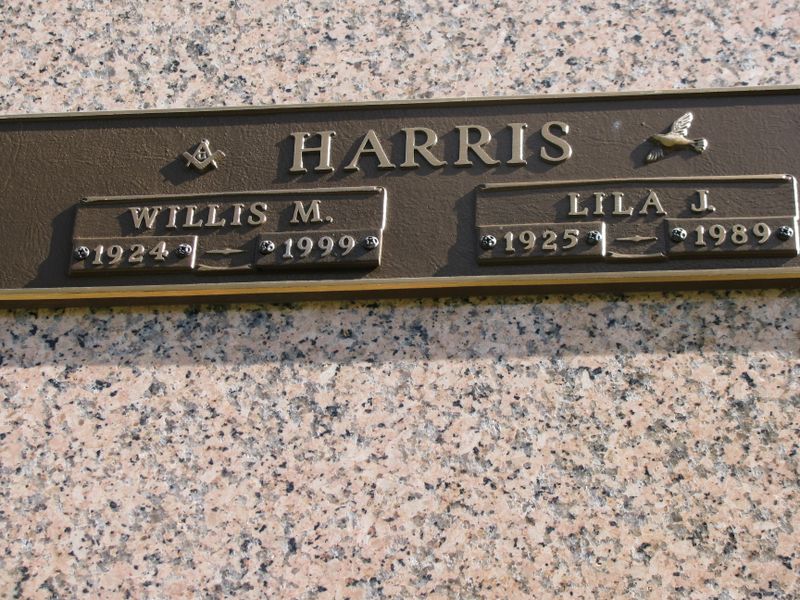 HARRIS
WILLIS M.
1924 1999
LILA J.
1925 1989